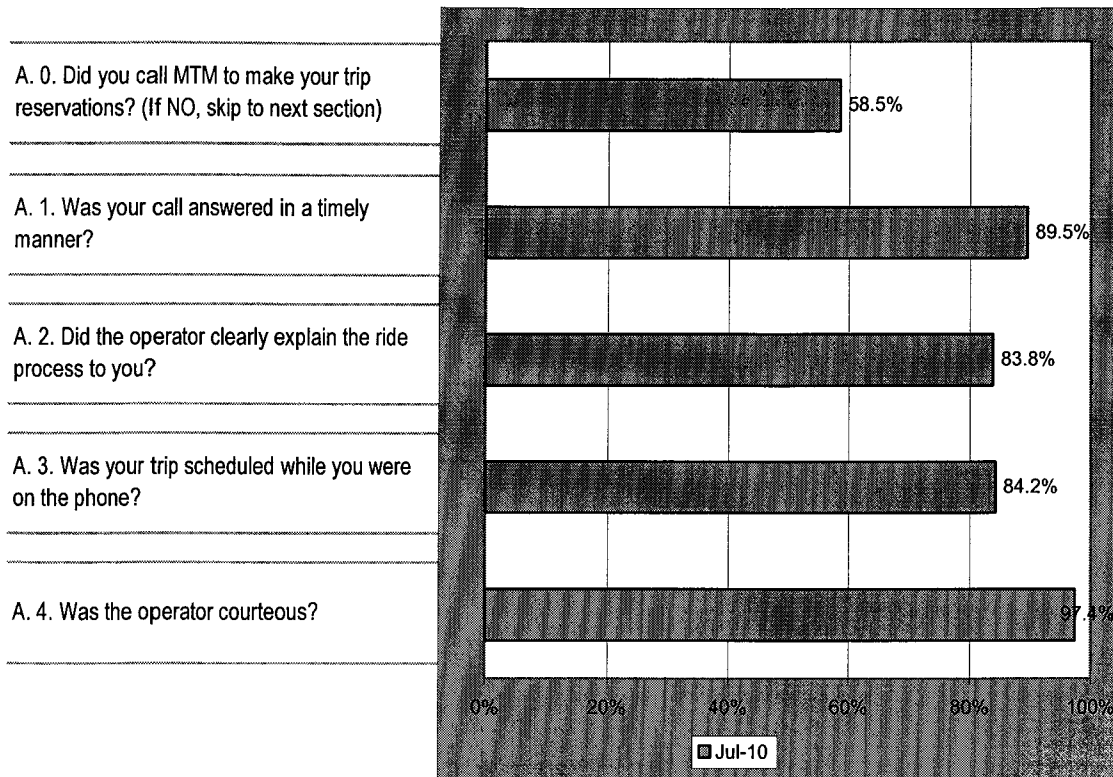 A. 0. Did you call MTM to make your trip
reservations? (If NO, skip to next section)
58.5%
A. 1. Was your call answered in a timely
manner?
89.5%
A. 2. Did the operator clearly explain the ride
process to you?
83.8%
A. 3. Was your trip scheduled while you were
on the phone?
84.2%
A. 4. Was the operator courteous?
97.4%
0% 20% 40% 60% 80% 100%
Jul-10